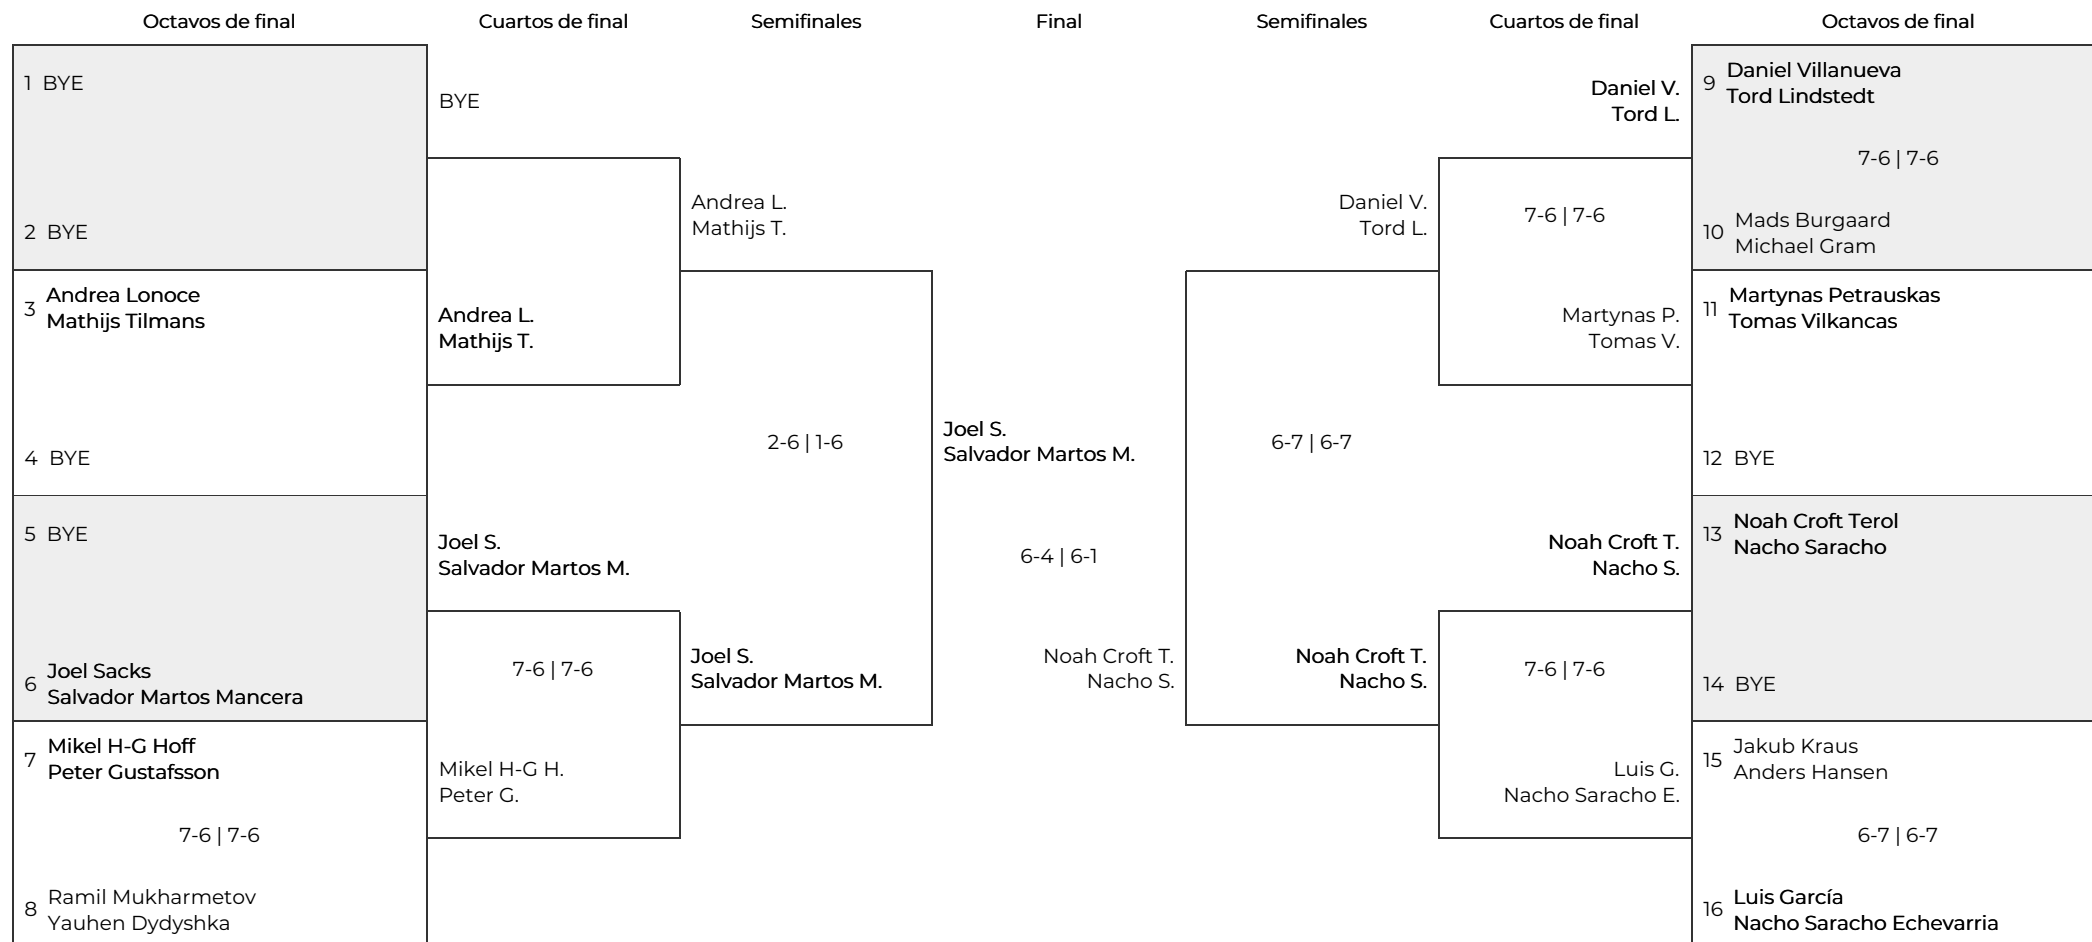 Octavos de final
Cuartos de final
Semifinales
Final
Semifinales
Cuartos de final
Octavos de final
1 BYE
2 BYE
3 Andrea Lonoce
Mathijs Tilmans
4 BYE
5 BYE
6 Joel Sacks
Salvador Martos Mancera
7 Mikel H-G Hoff
Peter Gustafsson
7-6 | 7-6
8 Ramil Mukharmetov
Yauhen Dydyshka
BYE
Andrea L.
Mathijs T.
Joel S.
Salvador Martos M.
7-6 | 7-6
Mikel H-G H.
Peter G.
Andrea L.
Mathijs T.
2-6 | 1-6
Joel S.
Salvador Martos M.
Joel S.
Salvador Martos M.
6-4 | 6-1
Noah Croft T.
Nacho S.
Daniel V.
Tord L.
6-7 | 6-7
Noah Croft T.
Nacho S.
Daniel V.
Tord L.
7-6 | 7-6
Martynas P.
Tomas V.
Noah Croft T.
Nacho S.
7-6 | 7-6
Luis G.
Nacho Saracho E.
9 Daniel Villanueva
Tord Lindstedt
7-6 | 7-6
10 Mads Burgaard
Michael Gram
11 Martynas Petrauskas
Tomas Vilkancas
12 BYE
13 Noah Croft Terol
Nacho Saracho
14 BYE
15 Jakub Kraus
Anders Hansen
6-7 | 6-7
16 Luis García
Nacho Saracho Echevarria